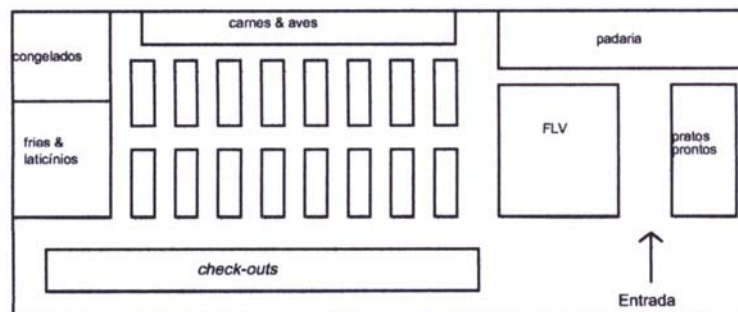 carnes & aves
congelados
padaria
frios &
laticínios
FLV
pratos
prontos
check-outs
Entrada